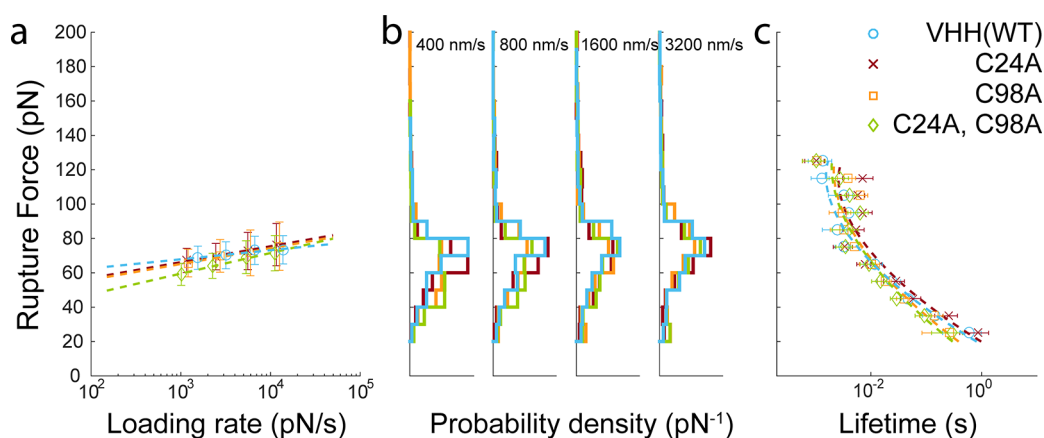 a
Rupture Force (pN)
200
180
160
140
120
100
80
60
40
20
0
10²
10³
10⁴
10⁵
Loading rate (pN/s)
b
400 nm/s
800 nm/s
1600 nm/s
3200 nm/s
Probability density (pN⁻¹)
c
VHH(WT)
C24A
C98A
C24A, C98A
10⁻²
10⁰
Lifetime (s)